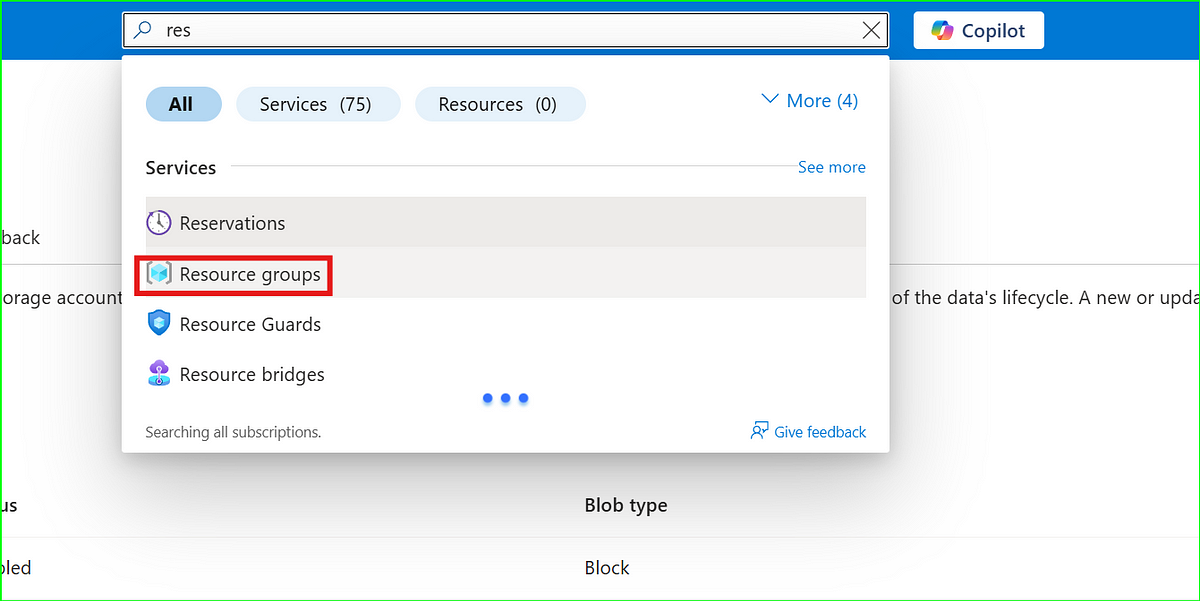 res
Copilot
All
Services (75)
Resources (0)
More (4)
Services
See more
Reservations
back
Resource groups
orage account
of the data's lifecycle. A new or upda
Resource Guards
Resource bridges
Searching all subscriptions.
Give feedback
us
Blob type
bled
Block